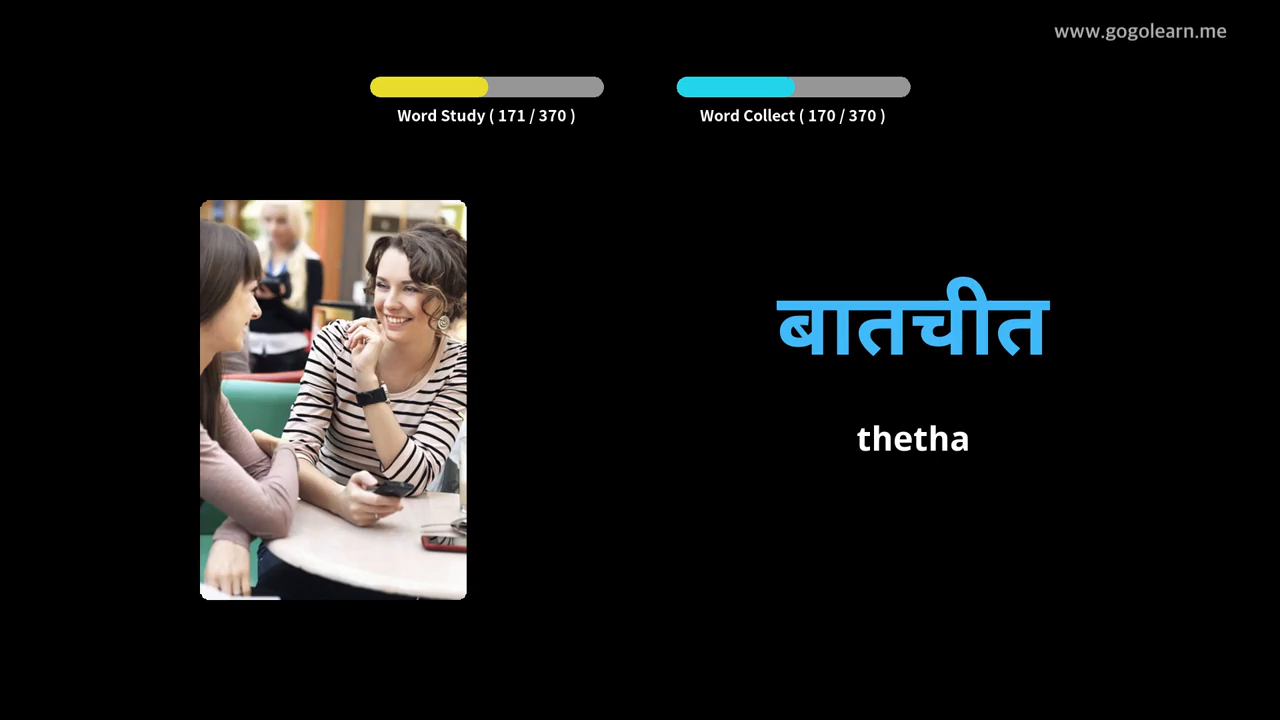 www.gogolearn.me
Word Study ( 171 / 370 )
Word Collect ( 170 / 370 )
बातचीत
thetha